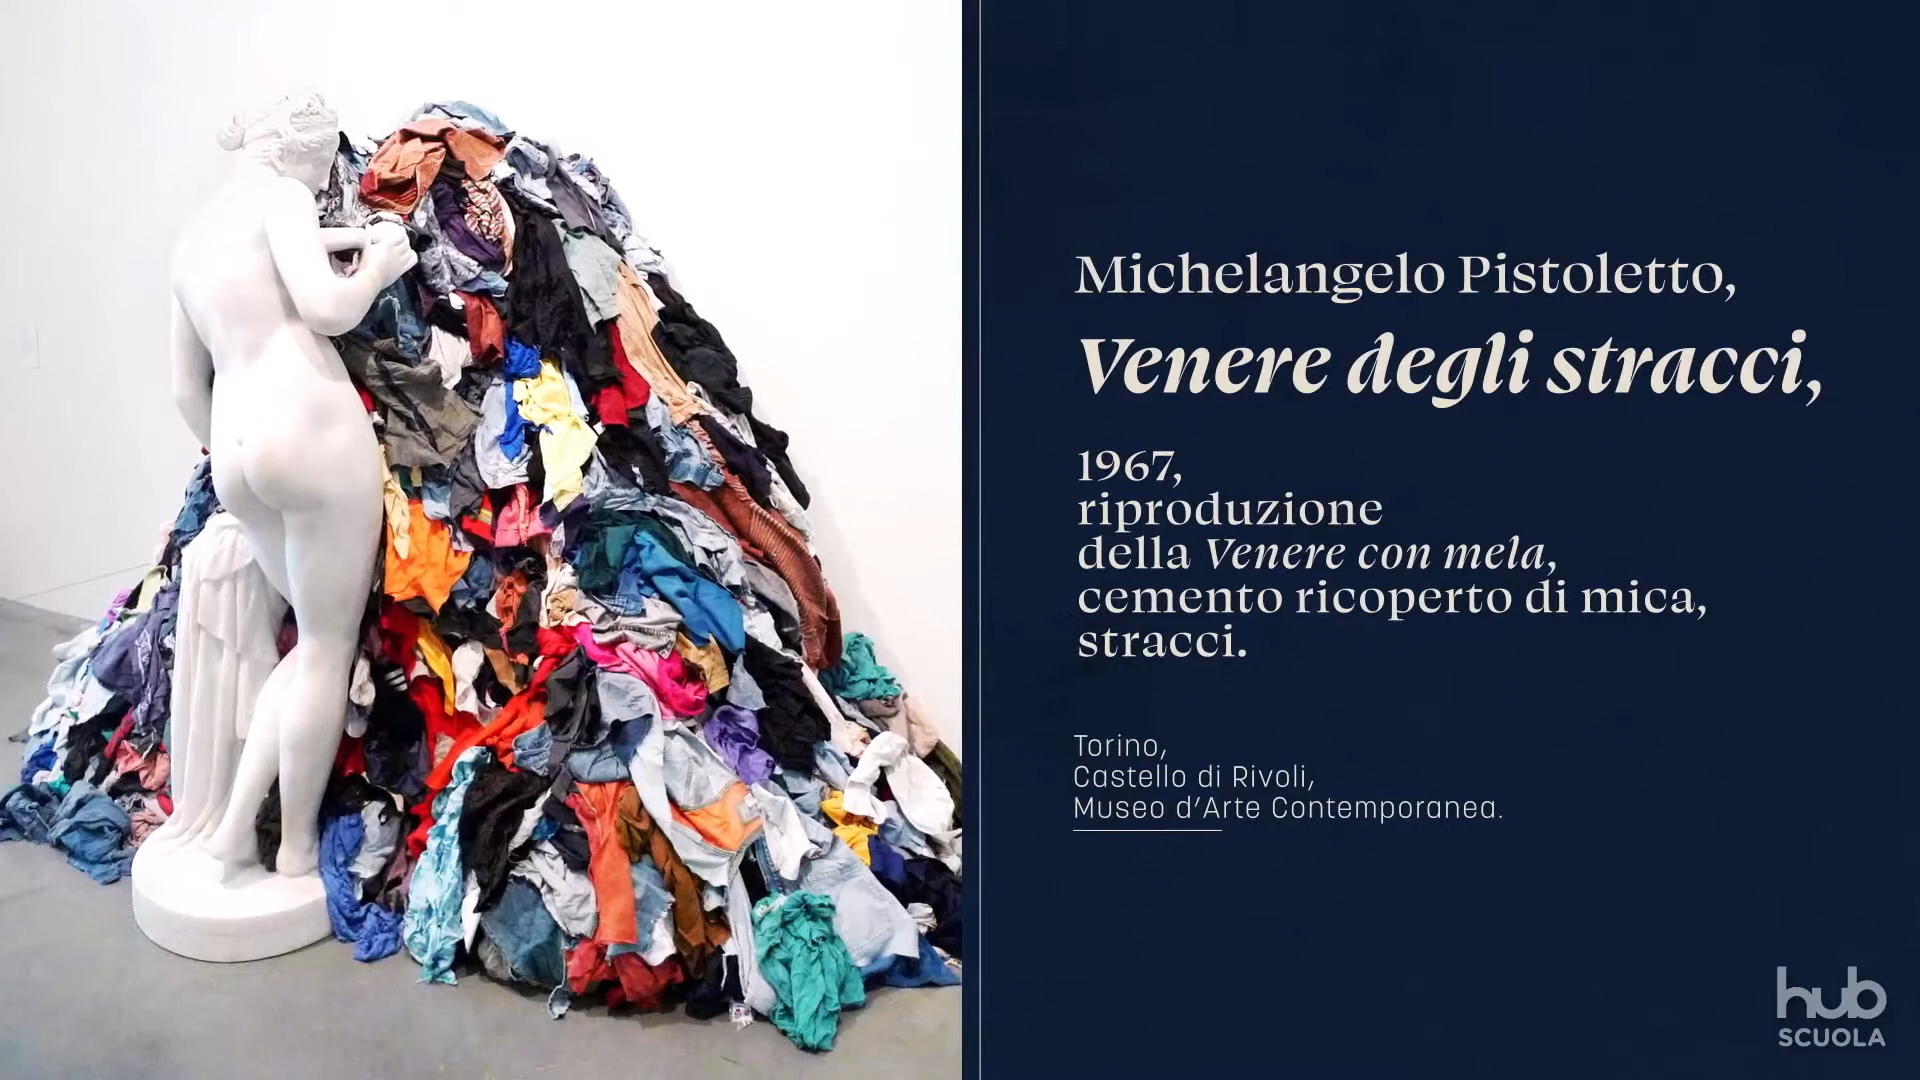 Michelangelo Pistoletto,
Venere degli stracci,
1967,
riproduzione
della Venere con mela,
cemento ricoperto di mica,
stracci.
Torino,
Castello di Rivoli,
Museo d’Arte Contemporanea.
hub
SCUOLA